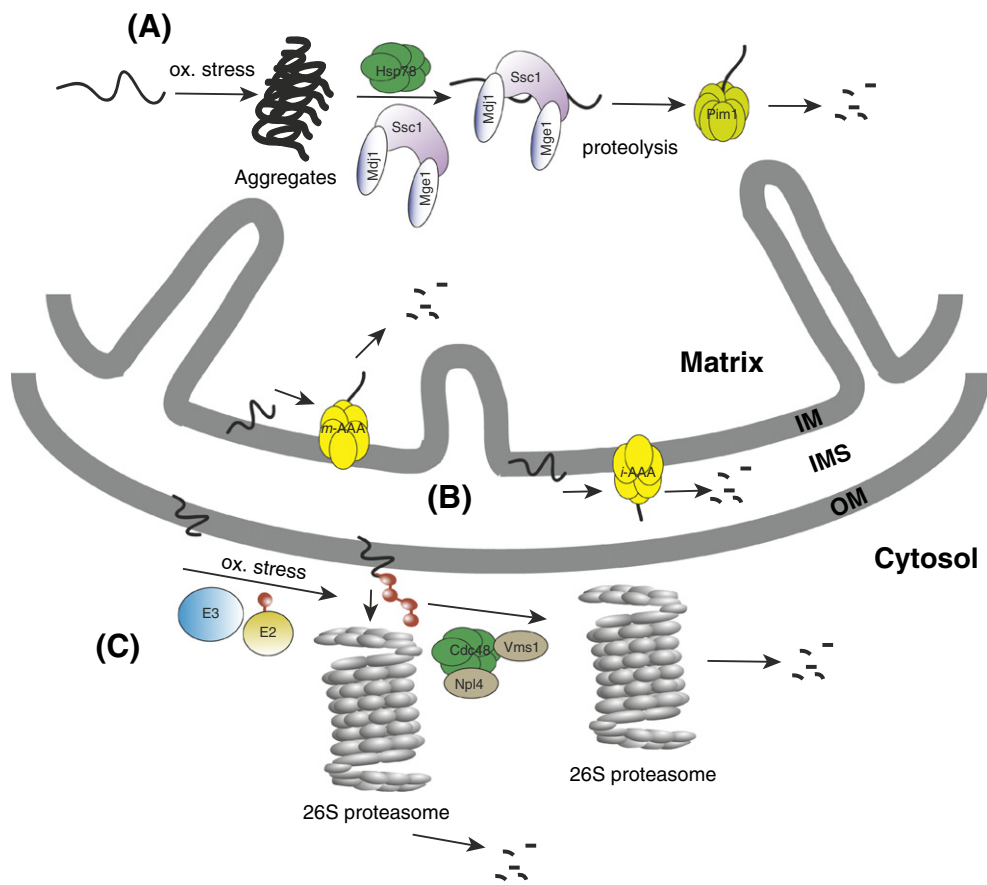 (A)
ox. stress
Aggregates
Hsp78
Ssc1
Mdj1
Mge1
Ssc1
Mdj1
Mge1
proteolysis
Pim1
Matrix
m-AAA
IM
IMS
OM
(B)
i-AAA
Cytosol
ox. stress
(C)
E3
E2
Cdc48
Vms1
Npl4
26S proteasome
26S proteasome